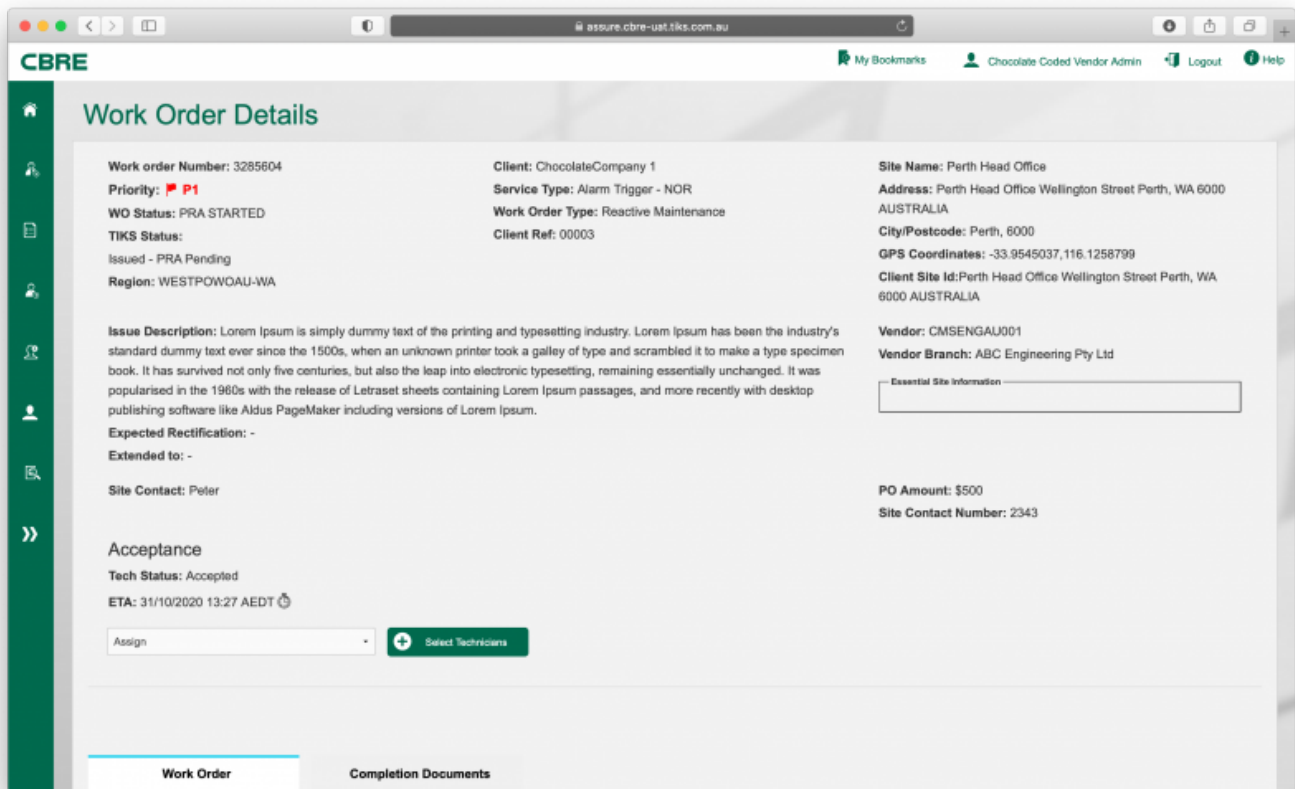 assure.cbre-uat.tiks.com.au
CBRE
My Bookmarks
Chocolate Coded Vendor Admin
Logout
Help
Work Order Details
Work order Number: 3285604
Priority: P1
WO Status: PRA STARTED
TIKS Status:
Issued - PRA Pending
Region: WESTPOWOAU-WA
Client: ChocolateCompany 1
Service Type: Alarm Trigger - NOR
Work Order Type: Reactive Maintenance
Client Ref: 00003
Site Name: Perth Head Office
Address: Perth Head Office Wellington Street Perth, WA 6000
AUSTRALIA
City/Postcode: Perth, 6000
GPS Coordinates: -33.9545037,116.1258799
Client Site Id:Perth Head Office Wellington Street Perth, WA
6000 AUSTRALIA
Issue Description: Lorem Ipsum is simply dummy text of the printing and typesetting industry. Lorem Ipsum has been the industry's
standard dummy text ever since the 1500s, when an unknown printer took a galley of type and scrambled it to make a type specimen
book. It has survived not only five centuries, but also the leap into electronic typesetting, remaining essentially unchanged. It was
popularised in the 1960s with the release of Letraset sheets containing Lorem Ipsum passages, and more recently with desktop
publishing software like Aldus PageMaker including versions of Lorem Ipsum.
Expected Rectification: -
Extended to: -
Vendor: CMSENGAU001
Vendor Branch: ABC Engineering Pty Ltd
Essential Site Information
Site Contact: Peter
PO Amount: $500
Site Contact Number: 2343
Acceptance
Tech Status: Accepted
ETA: 31/10/2020 13:27 AEDT
Assign
Select Technicians
Work Order
Completion Documents